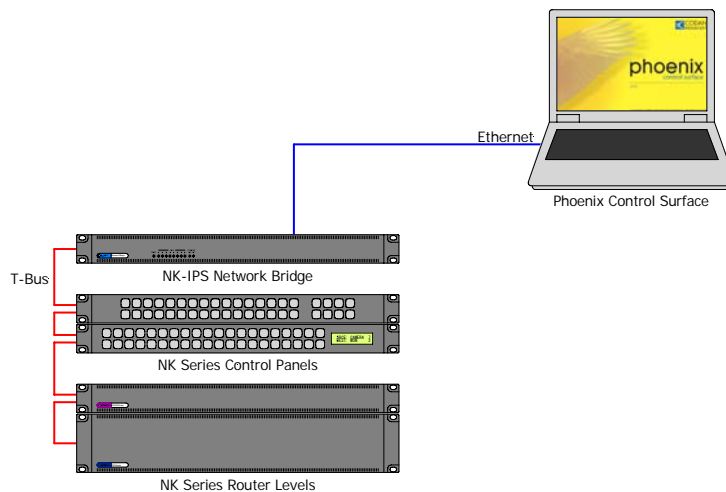 phoenix
control surface
Ethernet
Phoenix Control Surface
T-Bus
NK-IPS Network Bridge
NK Series Control Panels
NK Series Router Levels